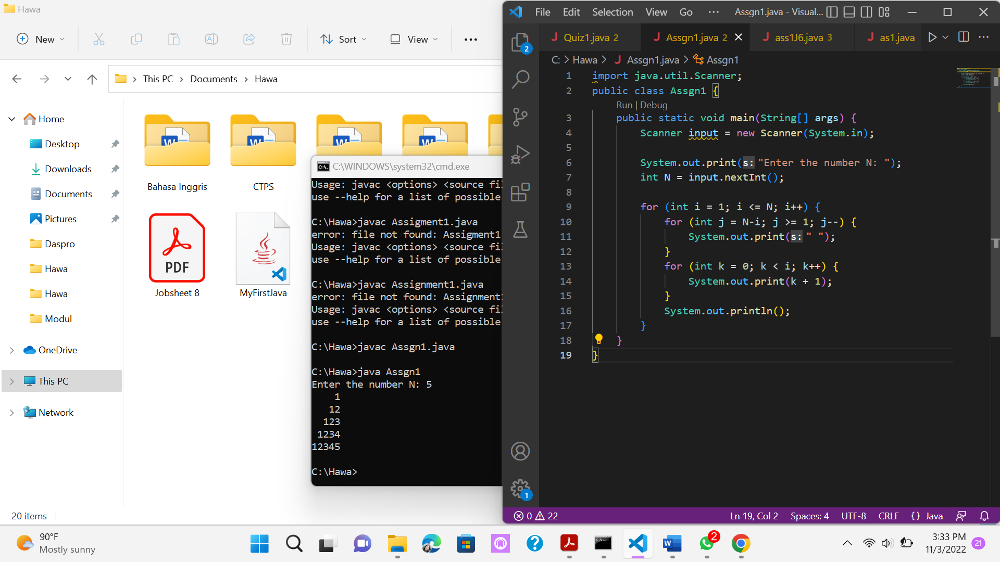 Hawa
New
Sort
View
This PC
Documents
Hawa
Home
Desktop
Downloads
Documents
Pictures
Daspro
Hawa
Hawa
Modul
OneDrive
This PC
Network
Bahasa Inggris
CTPS
PDF
Jobsheet 8
MyFirstJava
20 items
C:\WINDOWS\system32\cmd.exe
Usage: javac <options> <source fil
use --help for a list of possible
C:\Hawa>javac Assigment1.java
error: file not found: Assigment1
Usage: javac <options> <source fil
use --help for a list of possible
C:\Hawa>javac Assignment1.java
error: file not found: Assignment1
Usage: javac <options> <source fil
use --help for a list of possible
C:\Hawa>javac Assgn1.java
C:\Hawa>java Assgn1
Enter the number N: 5
    1
   12
  123
 1234
12345
C:\Hawa>
File Edit Selection View Go ··· Assgn1.java - Visual...
Quiz1.java 2
Assgn1.java 2
ass1J6.java 3
as1.java
C: > Hawa > J Assgn1.java > Assgn1
1 import java.util.Scanner;
2 public class Assgn1 {
Run | Debug
3 public static void main(String[] args) {
4 Scanner input = new Scanner(System.in);
5
6 System.out.print(s: "Enter the number N: ");
7 int N = input.nextInt();
8
9 for (int i = 1; i <= N; i++) {
10 for (int j = N-i; j >= 1; j--) {
11 System.out.print(s: " ");
12 }
13 for (int k = 0; k < i; k++) {
14 System.out.print(k + 1);
15 }
16 System.out.println();
17 }
18 }
19 }
2
1
0 22
Ln 19, Col 2 Spaces: 4 UTF-8 CRLF {} Java
90°F
Mostly sunny
2
3:33 PM
11/3/2022
21